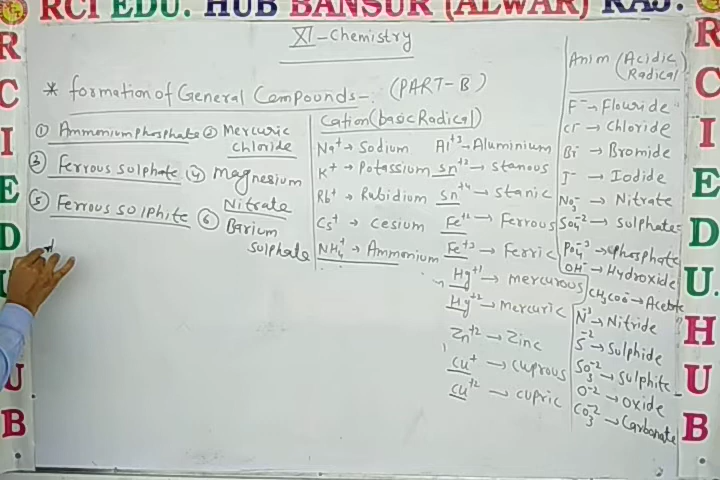 RCI EDU. HUB BANSUR (ALWAR) RAJ.
R
C
I
E
D
U
B
R
C
I
E
D
U.
H
U
B
XI-Chemistry
* Formation of General Compounds-: (PART-B)
① Ammonium phosphate ② Mercuric chloride
③ Ferrous solphate ④ Magnesium Nitrate
⑤ Ferrous solphite ⑥ Barium sulphate
Cation (basic Radical)
Na⁺ → Sodium
K⁺ → Potassium
Rb⁺ → Rubidium
Cs⁺ → cesium
NH₄⁺ → Ammonium
Al⁺³ → Aluminium
Sn⁺² → stanous
Sn⁺⁴ → stanic
Fe⁺² → Ferrous
Fe⁺³ → Ferric
Hg⁺¹ → mercurous
Hg⁺² → Mercuric
Zn⁺² → Zinc
Cu⁺ → cuprous
Cu⁺² → cupric
Anim (Acidic Radical)
F⁻ → Flouride
Cl⁻ → Chloride
Br⁻ → Bromide
I⁻ → Iodide
NO₃⁻ → Nitrate
SO₄⁻² → sulphate
PO₄⁻³ → phosphate
OH⁻ → Hydroxide
CH₃COO⁻ → Acetate
N⁻³ → Nitride
S⁻² → Sulphide
SO₃⁻² → Sulphite
O⁻² → oxide
CO₃⁻² → Carbonate